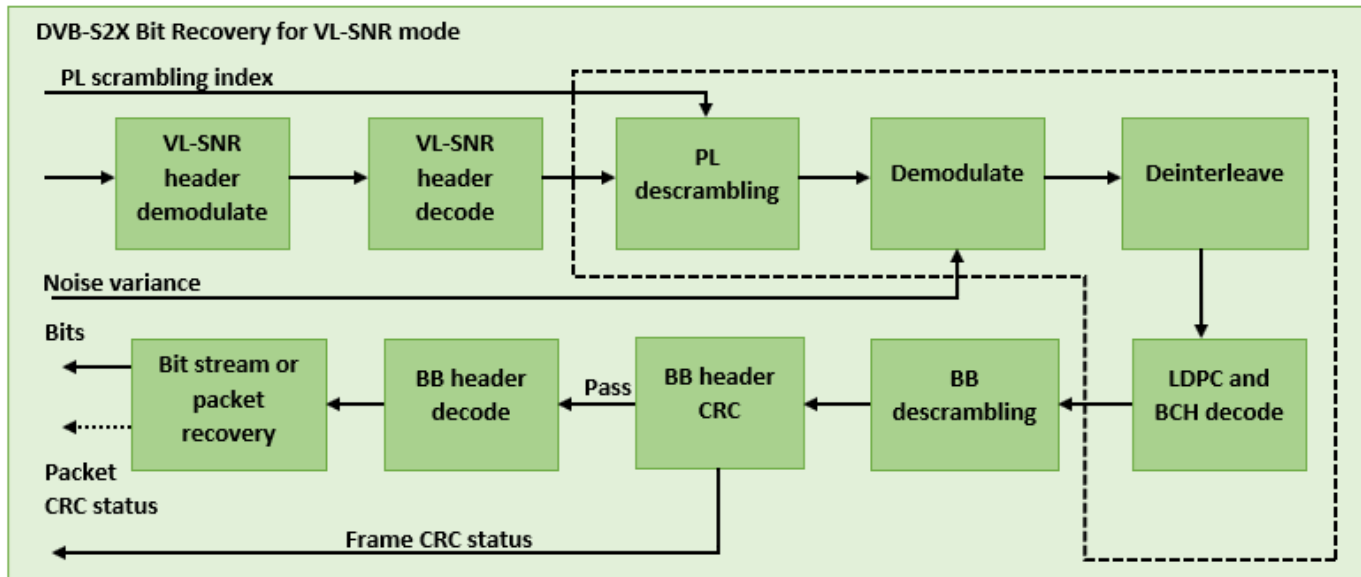 DVB-S2X Bit Recovery for VL-SNR mode
PL scrambling index
VL-SNR
header
demodulate
VL-SNR
header
decode
PL
descrambling
Demodulate
Deinterleave
Noise variance
Bits
Bit stream or
packet
recovery
BB header
decode
Pass
BB header
CRC
BB
descrambling
LDPC and
BCH decode
Packet
CRC status
Frame CRC status